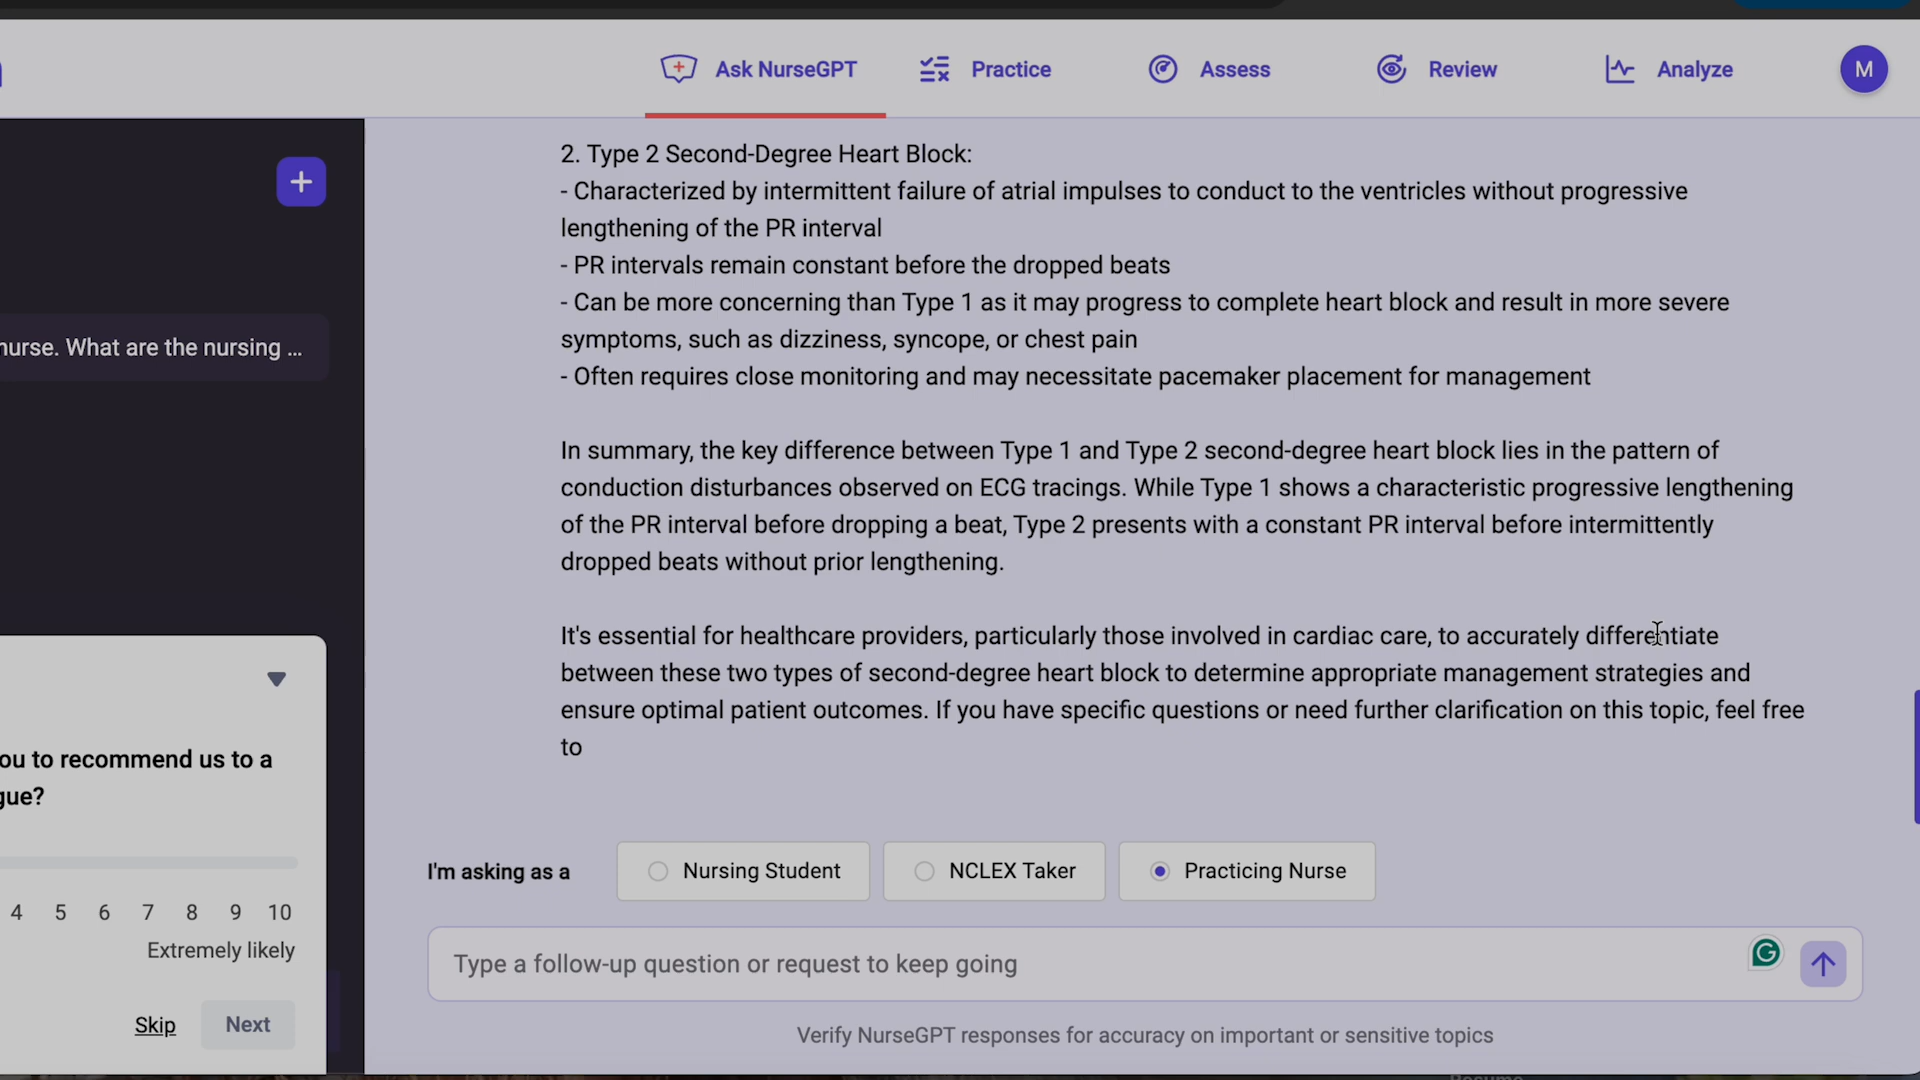 Ask NurseGPT
Practice
Assess
Review
Analyze
M
2. Type 2 Second-Degree Heart Block:
- Characterized by intermittent failure of atrial impulses to conduct to the ventricles without progressive
lengthening of the PR interval
- PR intervals remain constant before the dropped beats
- Can be more concerning than Type 1 as it may progress to complete heart block and result in more severe
symptoms, such as dizziness, syncope, or chest pain
- Often requires close monitoring and may necessitate pacemaker placement for management
In summary, the key difference between Type 1 and Type 2 second-degree heart block lies in the pattern of
conduction disturbances observed on ECG tracings. While Type 1 shows a characteristic progressive lengthening
of the PR interval before dropping a beat, Type 2 presents with a constant PR interval before intermittently
dropped beats without prior lengthening.
It's essential for healthcare providers, particularly those involved in cardiac care, to accurately differentiate
between these two types of second-degree heart block to determine appropriate management strategies and
ensure optimal patient outcomes. If you have specific questions or need further clarification on this topic, feel free
to
nurse. What are the nursing ...
ou to recommend us to a
gue?
4 5 6 7 8 9 10
Extremely likely
Skip
Next
I'm asking as a
Nursing Student
NCLEX Taker
Practicing Nurse
Type a follow-up question or request to keep going
Verify NurseGPT responses for accuracy on important or sensitive topics